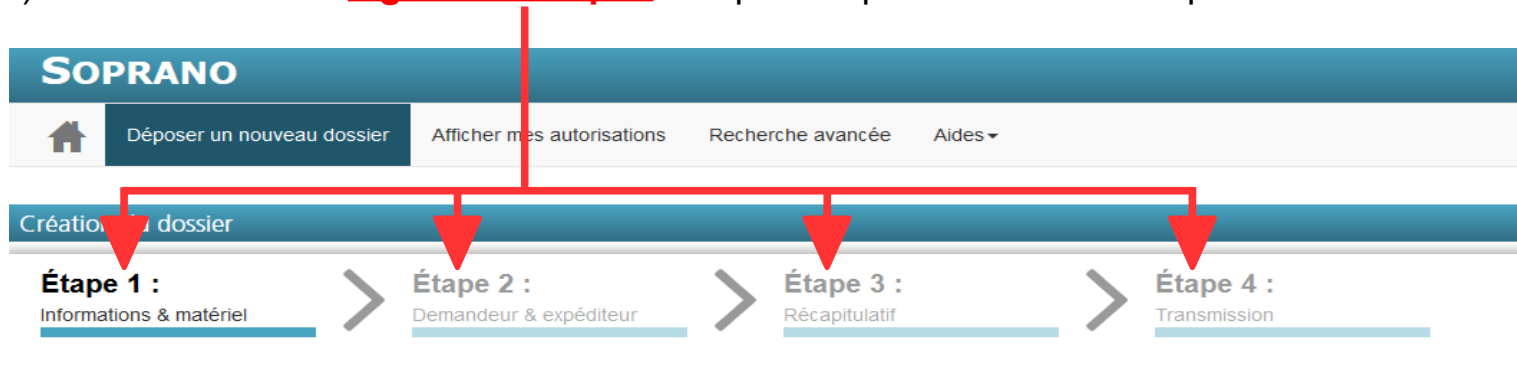 SOPRANO
Déposer un nouveau dossier Afficher mes autorisations Recherche avancée Aides
Création du dossier
Étape 1 : Étape 2 : Étape 3 : Étape 4 :
Informations & matériel Demandeur & expéditeur Récapitulatif Transmission